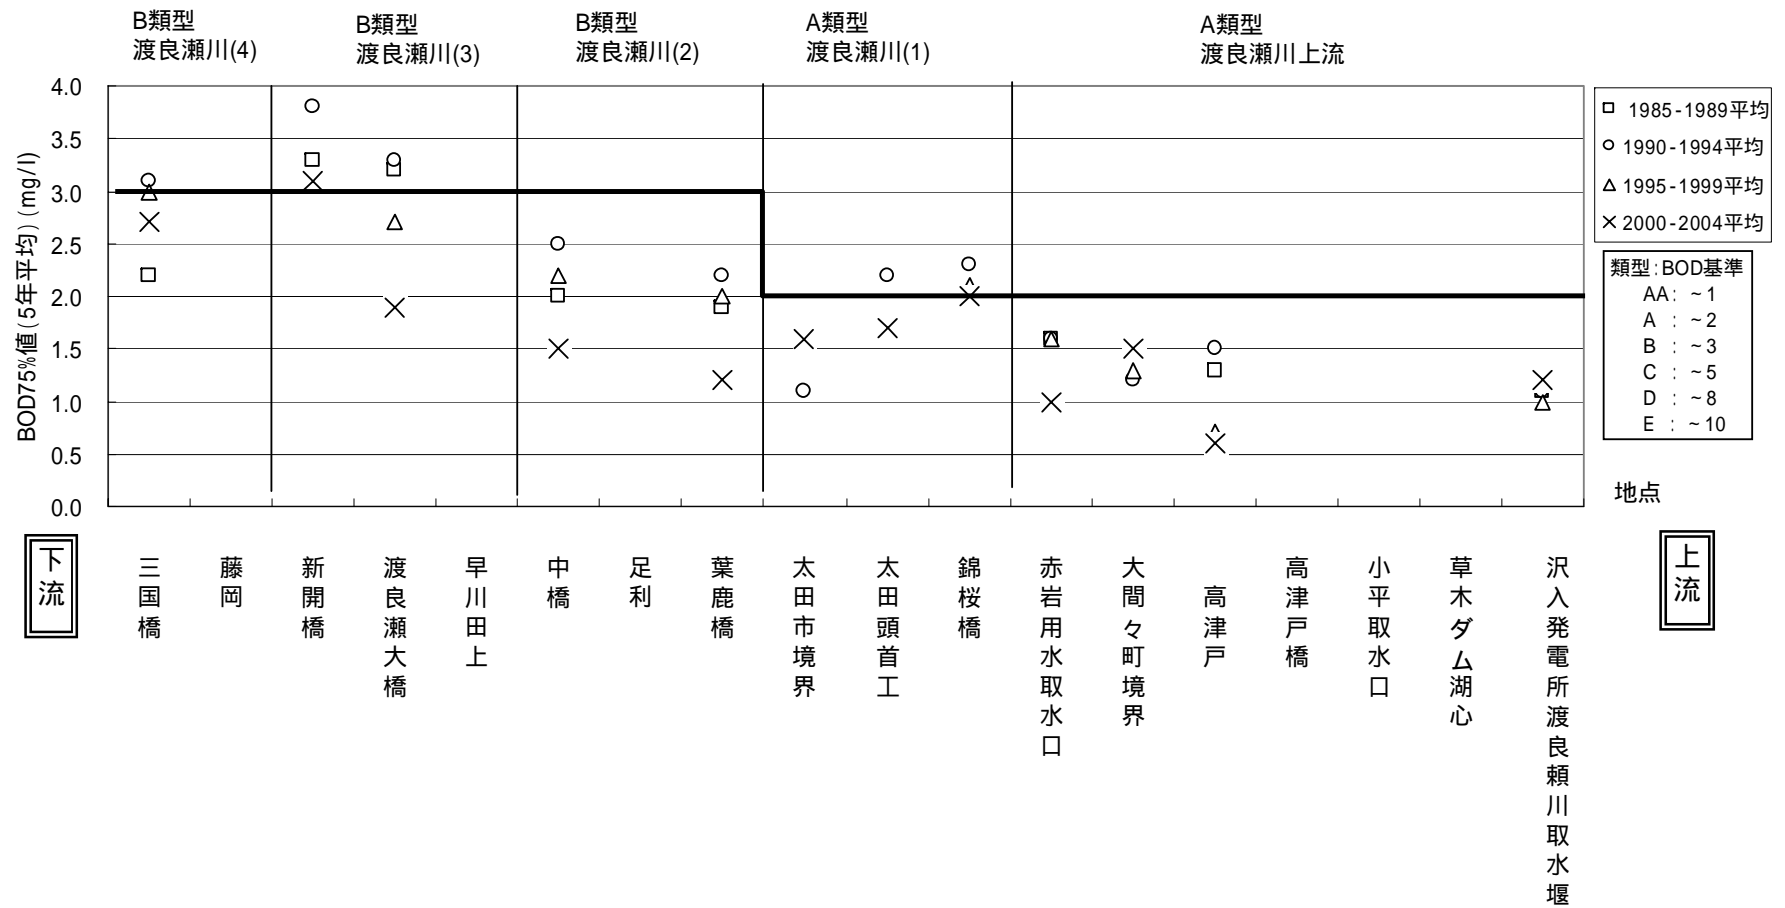 B類型
渡良瀬川(4)
B類型
渡良瀬川(3)
B類型
渡良瀬川(2)
A類型
渡良瀬川(1)
A類型
渡良瀬川上流
BOD75%値(5年平均) (mg/l)
4.0
3.5
3.0
2.5
2.0
1.5
1.0
0.5
0.0
1985-1989平均
1990-1994平均
1995-1999平均
2000-2004平均
類型:BOD基準
AA: ~1
A : ~2
B : ~3
C : ~5
D : ~8
E : ~10
地点
下流
三国橋
藤岡
新開橋
渡良瀬大橋
早川田上
中橋
足利
葉鹿橋
太田市境界
太田頭首工
錦桜橋
赤岩用水取水口
大間々町境界
高津戸
高津戸橋
小平取水口
草木ダム湖心
沢入発電所渡良頼川取水堰
上流